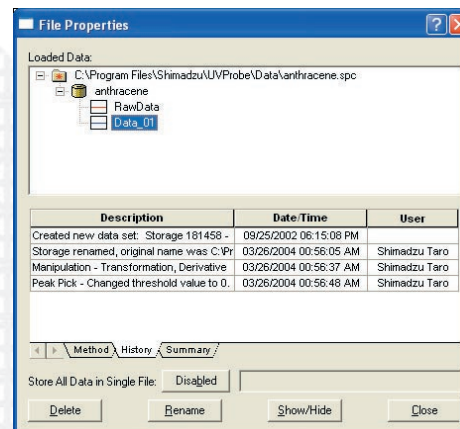 File Properties
Loaded Data:
C:\Program Files\Shimadzu\UVProbe\Data\anthracene.spc
anthracene
RawData
Data_01
Description Date/Time User
Created new data set: Storage 181458 - 09/25/2002 06:15:08 PM
Storage renamed, original name was C:\Pr 03/26/2004 00:56:05 AM Shimadzu Taro
Manipulation - Transformation, Derivative 03/26/2004 00:56:37 AM Shimadzu Taro
Peak Pick - Changed threshold value to 0. 03/26/2004 00:56:48 AM Shimadzu Taro
Method History Summary
Store All Data in Single File: Disabled
Delete Rename Show/Hide Close